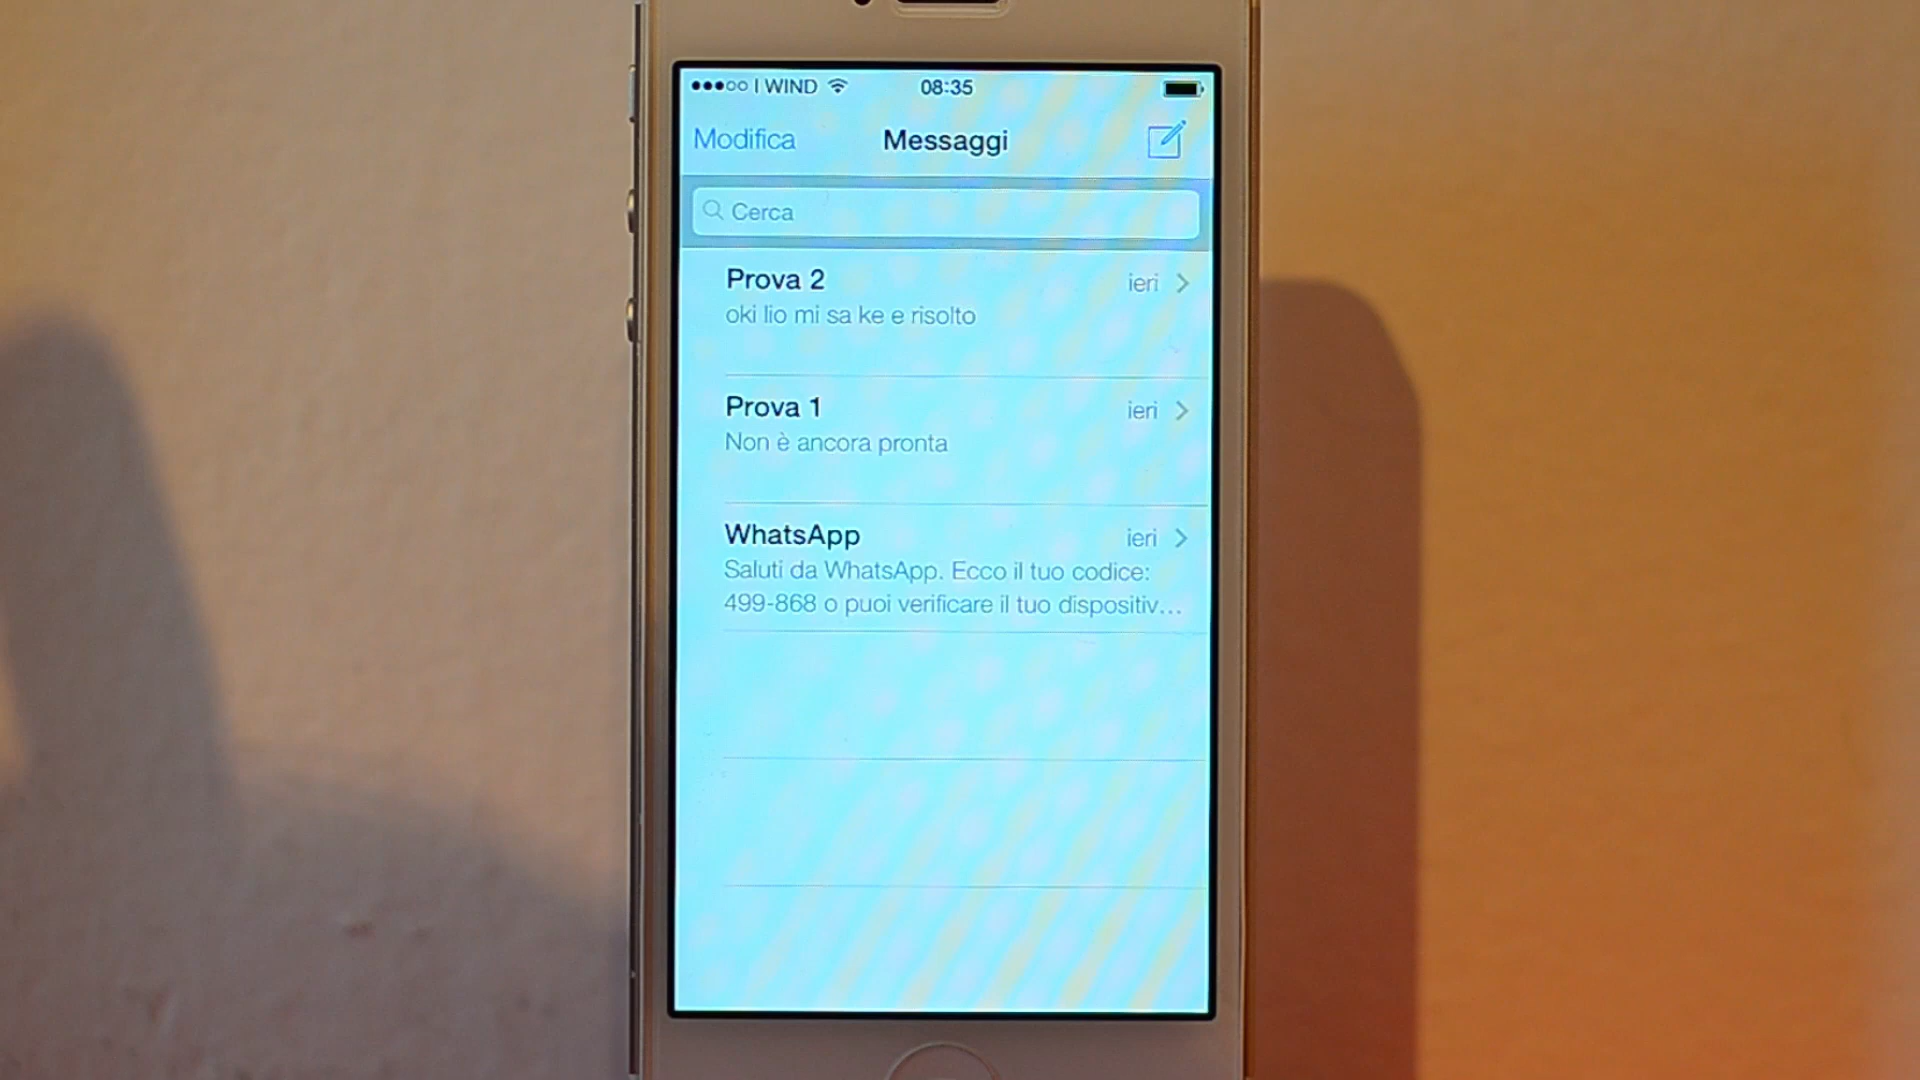 I WIND 08:35
Modifica Messaggi
Cerca
Prova 2 ieri
oki lio mi sa ke e risolto
Prova 1 ieri
Non è ancora pronta
WhatsApp ieri
Saluti da WhatsApp. Ecco il tuo codice:
499-868 o puoi verificare il tuo dispositiv...